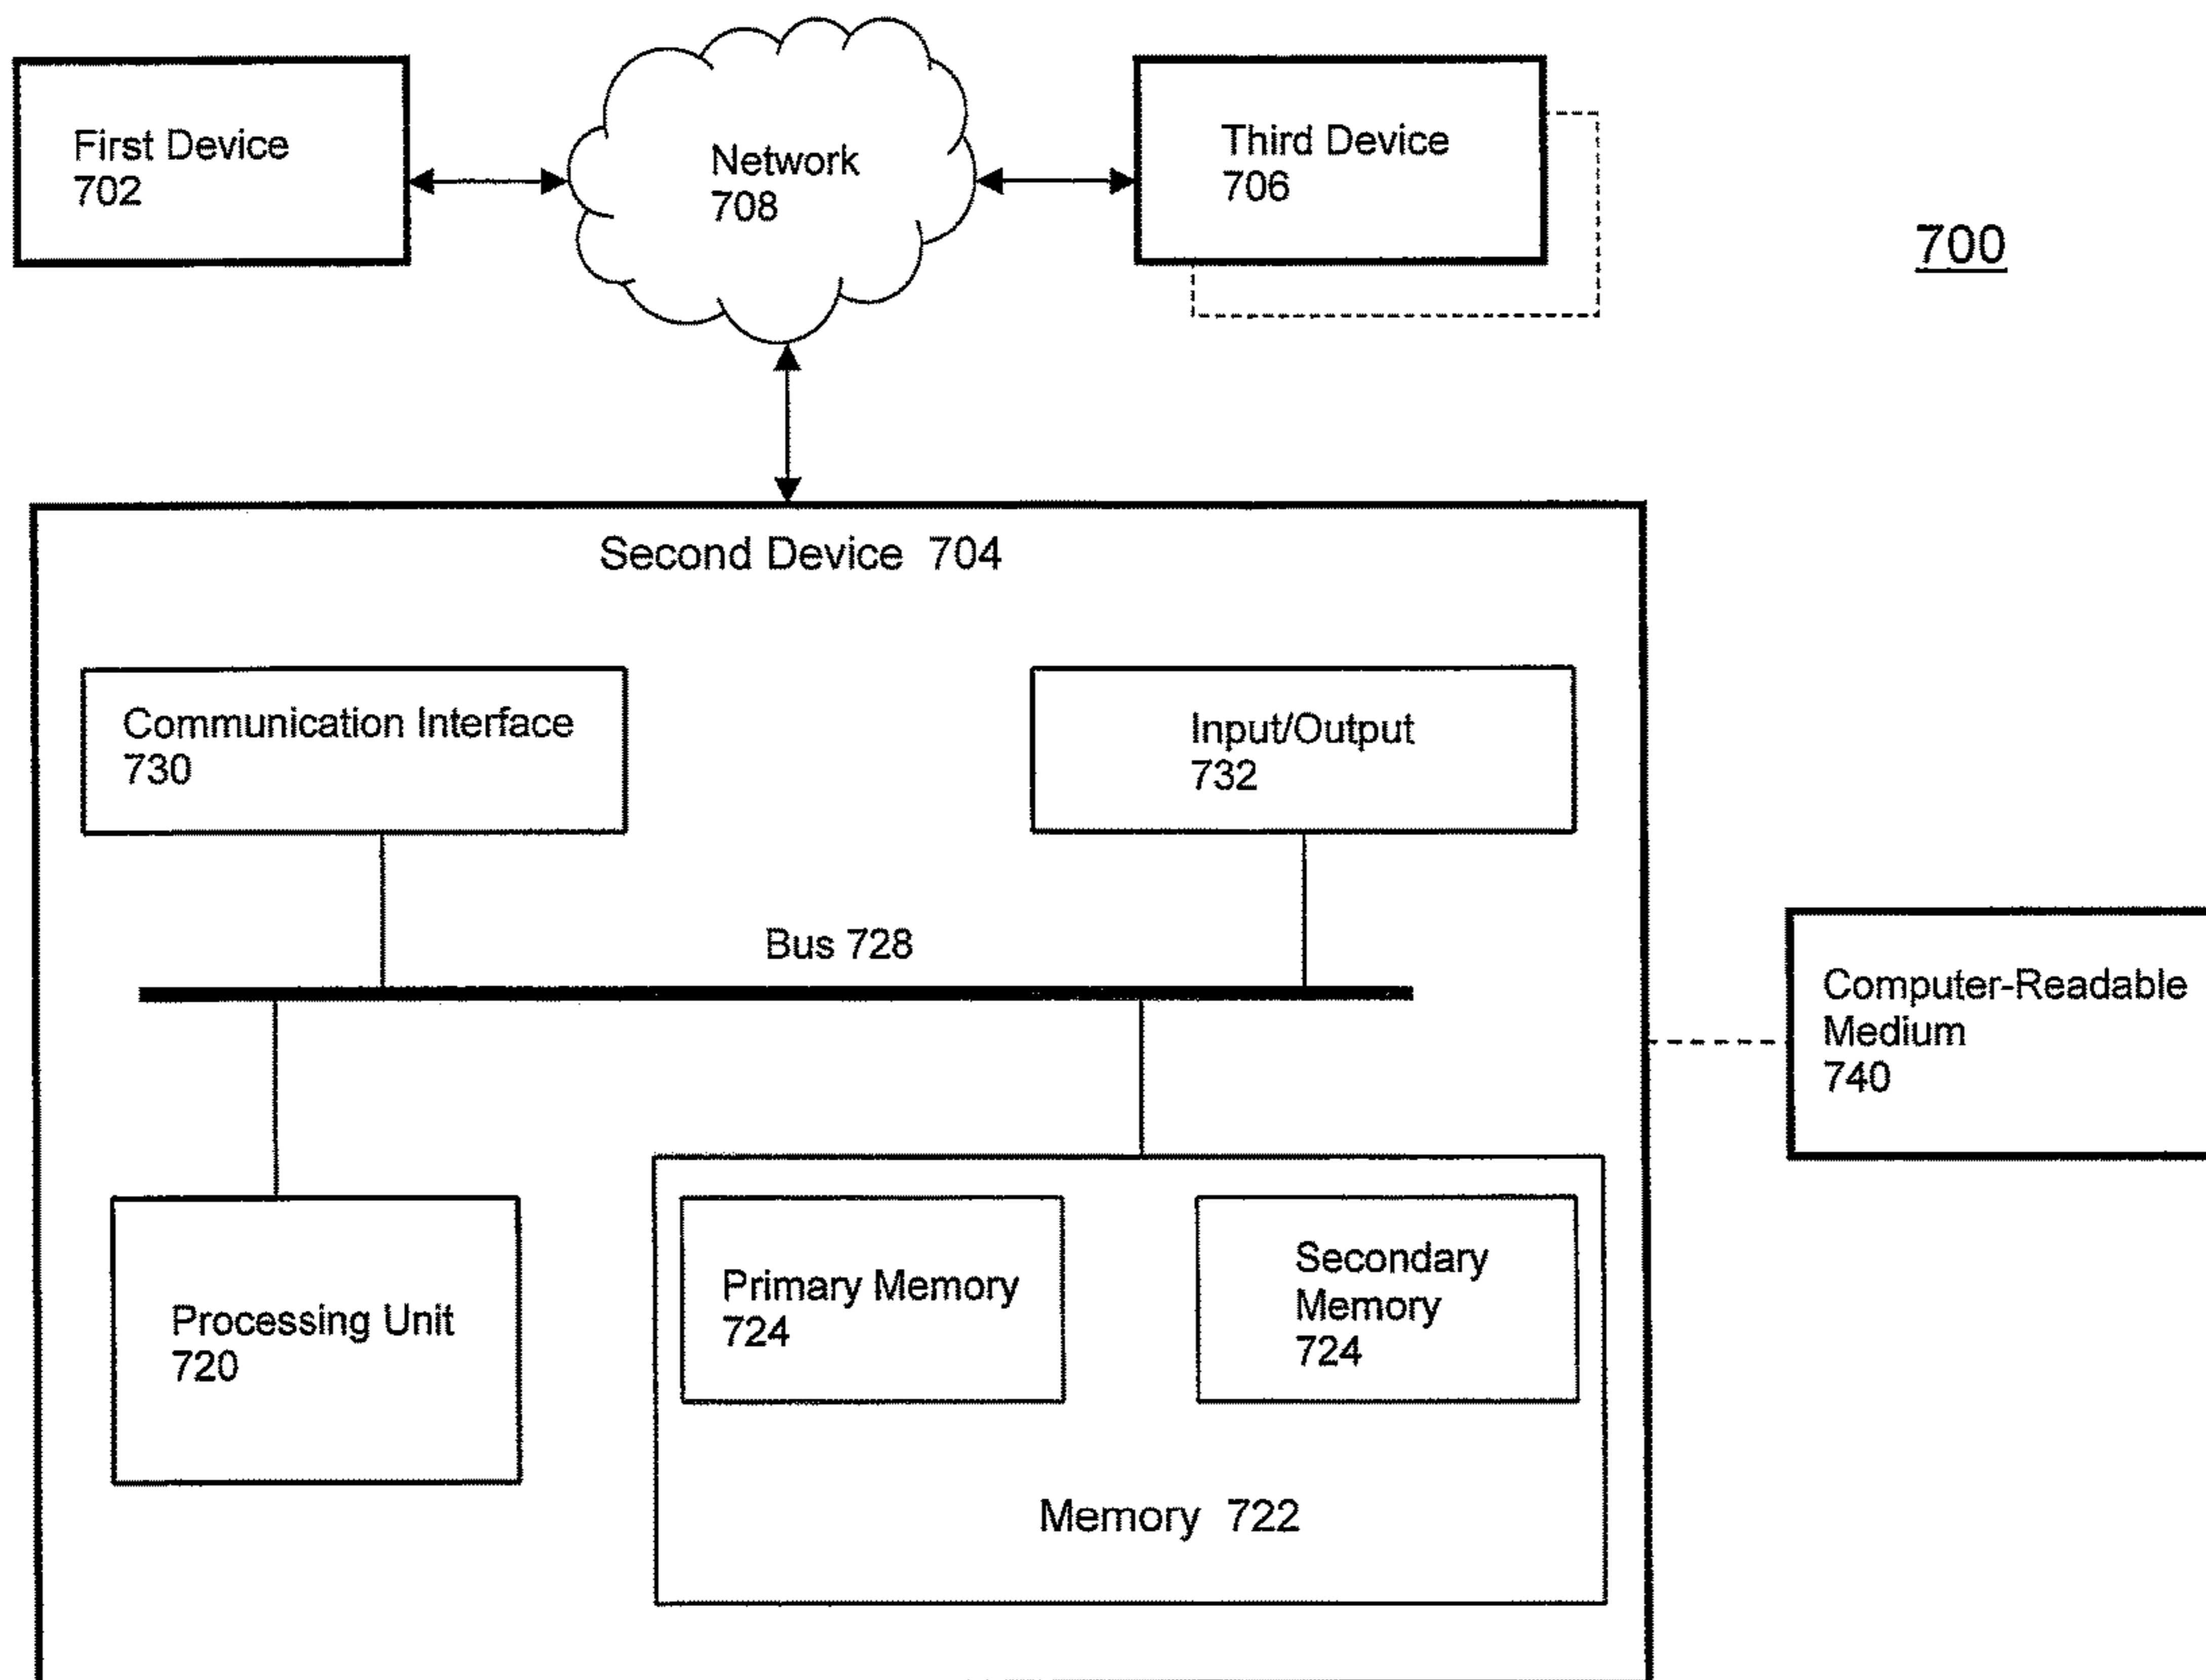 First Device
702
Network
708
Third Device
706
700
Second Device 704
Communication Interface
730
Input/Output
732
Bus 728
Computer-Readable
Medium
740
Processing Unit
720
Primary Memory
724
Secondary
Memory
724
Memory 722